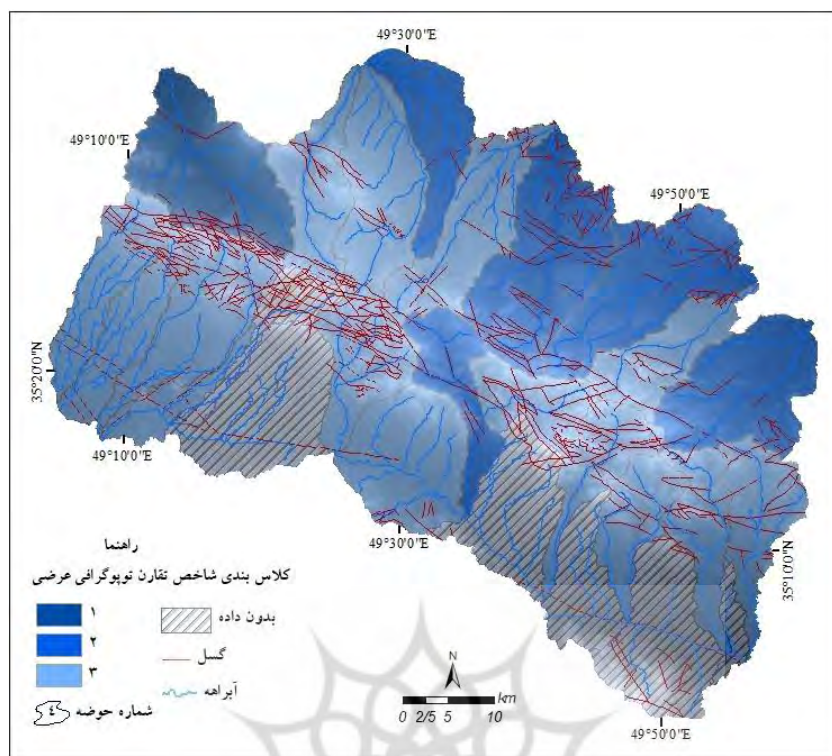 49°30'0"E
49°10'0"E
49°50'0"E
35°20'0"N
49°10'0"E
49°30'0"E
35°10'0"N
49°50'0"E
راهنما
کلاس بندی شاخص تقارن توپوگرافی عرضی
۱
۲
۳
بدون داده
گسل
آبراهه
٤ شماره حوضه
N
km
0 2/5 5 10